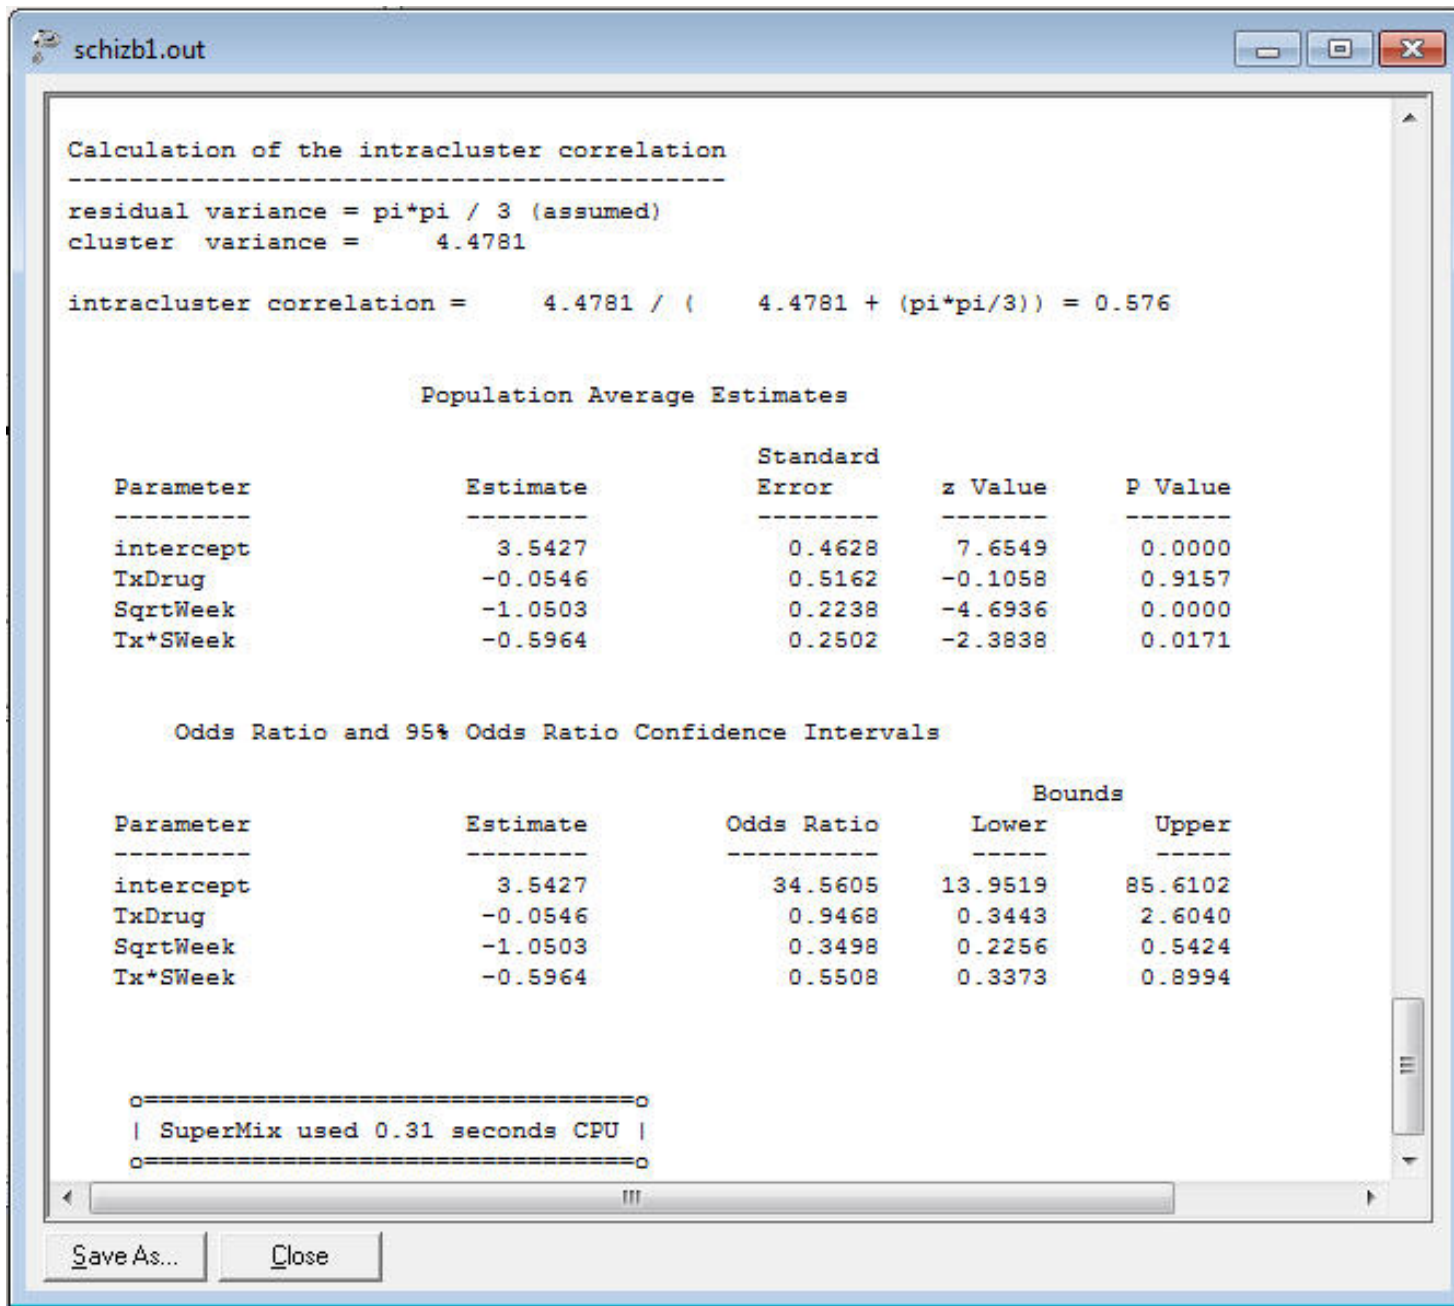 schizb1.out
Calculation of the intracluster correlation
-------------------------------------------
residual variance = pi*pi / 3 (assumed)
cluster  variance =     4.4781
intracluster correlation =     4.4781 / (    4.4781 + (pi*pi/3)) = 0.576
Population Average Estimates
Standard
Parameter Estimate Error z Value P Value
--------- -------- -------- ------- -------
intercept 3.5427 0.4628 7.6549 0.0000
TxDrug -0.0546 0.5162 -0.1058 0.9157
SqrtWeek -1.0503 0.2238 -4.6936 0.0000
Tx*SWeek -0.5964 0.2502 -2.3838 0.0171
Odds Ratio and 95% Odds Ratio Confidence Intervals
Bounds
Parameter Estimate Odds Ratio Lower Upper
--------- -------- ---------- ----- -----
intercept 3.5427 34.5605 13.9519 85.6102
TxDrug -0.0546 0.9468 0.3443 2.6040
SqrtWeek -1.0503 0.3498 0.2256 0.5424
Tx*SWeek -0.5964 0.5508 0.3373 0.8994
o================================o
| SuperMix used 0.31 seconds CPU |
o================================o
Save As... Close